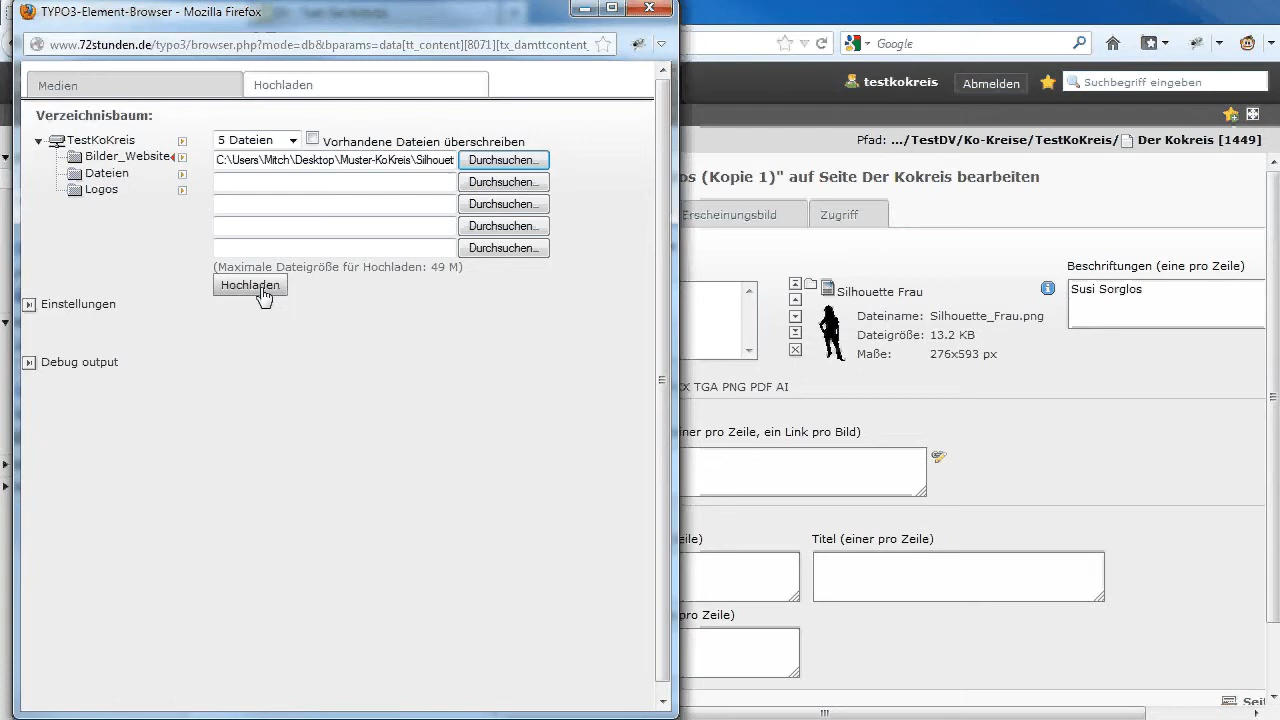 TYPO3-Element-Browser - Mozilla Firefox
www.72stunden.de/typo3/browser.php?mode=db&bparams=data[tt_content][8071][tx_damttcontent_
Google
Medien
Hochladen
testkokreis
Abmelden
Suchbegriff eingeben
Verzeichnisbaum:
Pfad: .../TestDV/Ko-Kreise/TestKoKreis/ Der Kokreis [1449]
TestKoKreis
5 Dateien
Vorhandene Dateien überschreiben
Bilder_Website
C:\Users\Mitch\Desktop\Muster-KoKreis\Silhouet
Durchsuchen...
Dateien
Durchsuchen...
Logos
os (Kopie 1)" auf Seite Der Kokreis bearbeiten
Durchsuchen...
Erscheinungsbild
Zugriff
Durchsuchen...
Durchsuchen...
(Maximale Dateigröße für Hochladen: 49 M)
Hochladen
Einstellungen
Debug output
Beschriftungen (eine pro Zeile)
Silhouette Frau
Susi Sorglos
Dateiname: Silhouette_Frau.png
Dateigröße: 13.2 KB
Maße: 276x593 px
X TGA PNG PDF AI
iner pro Zeile, ein Link pro Bild)
eile)
Titel (einer pro Zeile)
pro Zeile)
Seit